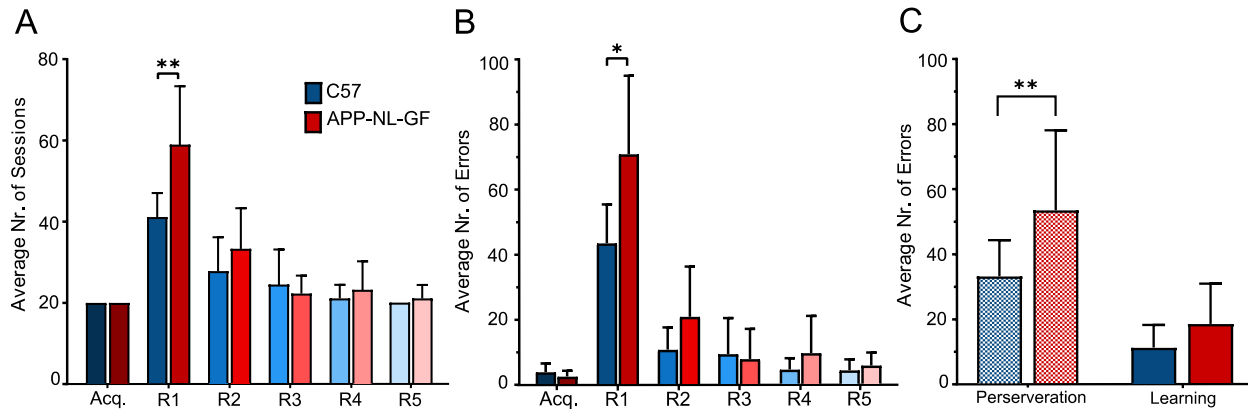 A
Average Nr. of Sessions
80
60
40
20
0
**
C57
APP-NL-GF
Acq. R1 R2 R3 R4 R5
B
Average Nr. of Errors
100
80
60
40
20
0
*
Acq. R1 R2 R3 R4 R5
C
Average Nr. of Errors
100
80
60
40
20
0
**
Perserveration Learning